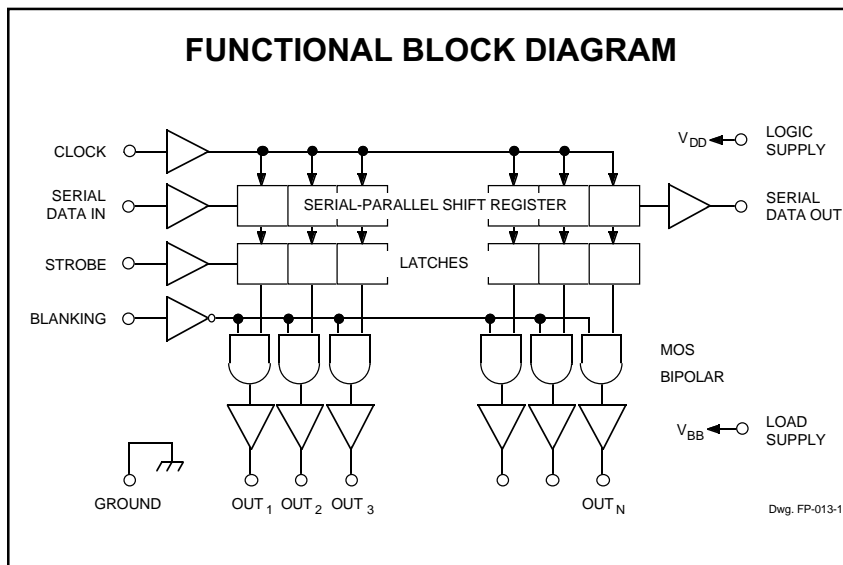 FUNCTIONAL BLOCK DIAGRAM
CLOCK
V_DD
LOGIC
SUPPLY
SERIAL
DATA IN
SERIAL-PARALLEL SHIFT REGISTER
SERIAL
DATA OUT
STROBE
LATCHES
BLANKING
MOS
BIPOLAR
V_BB
LOAD
SUPPLY
GROUND
OUT_1
OUT_2
OUT_3
OUT_N
Dwg. FP-013-1